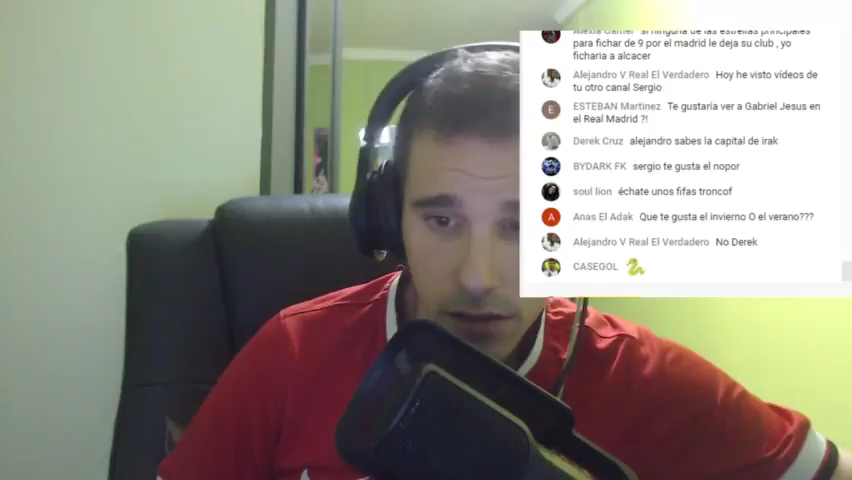 Alexia Garner si ninguna de las estrellas principales
para fichar de 9 por el madrid le deja su club , yo
ficharia a alcacer
Alejandro V Real El Verdadero Hoy he visto vídeos de
tu otro canal Sergio
E ESTEBAN Martinez Te gustaría ver a Gabriel Jesus en
el Real Madrid ?!
Derek Cruz alejandro sabes la capital de irak
BYDARK FK sergio te gusta el nopor
soul lion échate unos fifas troncof
A Anas El Adak Que te gusta el invierno O el verano???
Alejandro V Real El Verdadero No Derek
CASEGOL